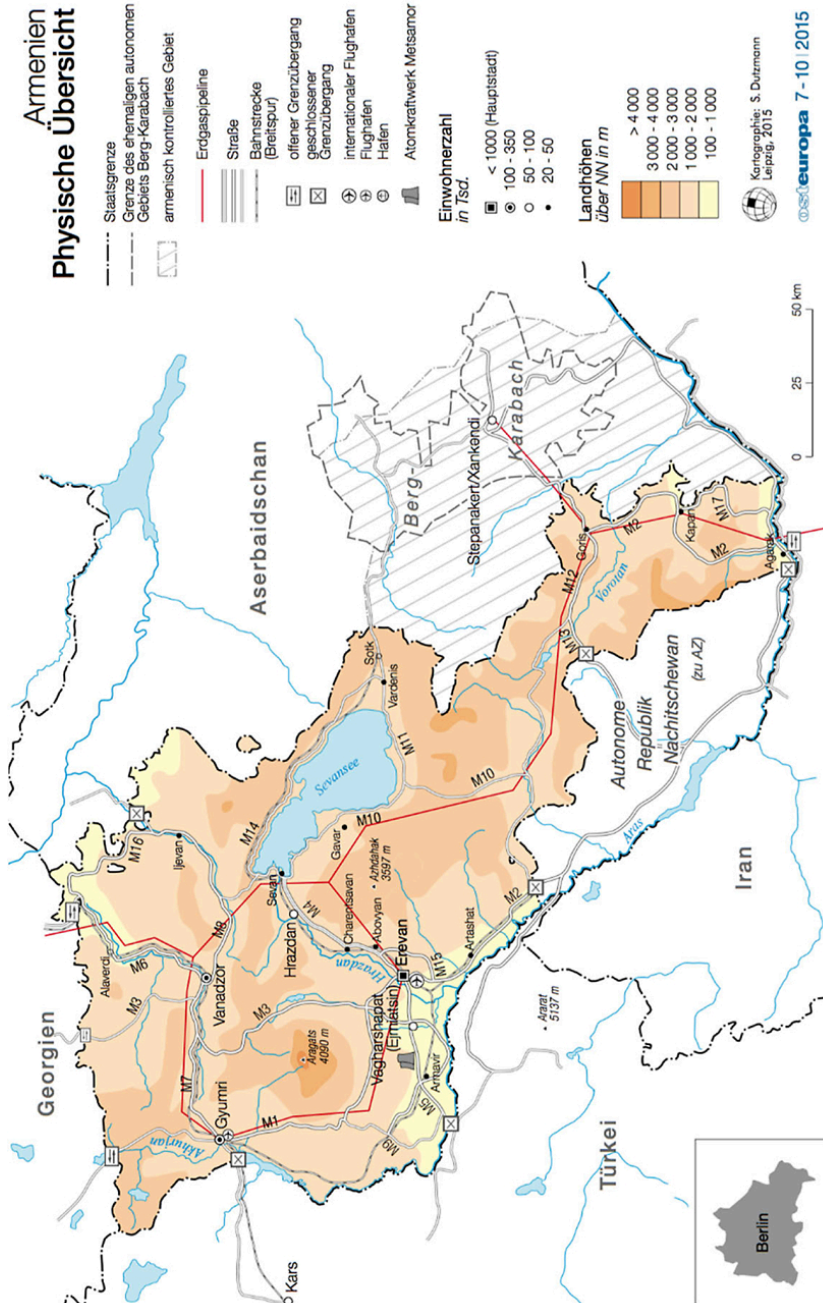 Armenien
Physische Übersicht
Staatsgrenze
Grenze des ehemaligen autonomen
Gebiets Berg-Karabach
armenisch kontrolliertes Gebiet
Erdgaspipeline
Straße
Bahnstrecke
(Breitspur)
offener Grenzübergang
geschlossener
Grenzübergang
internationaler Flughafen
Flughafen
Hafen
Atomkraftwerk Metsamor
Einwohnerzahl
in Tsd.
< 1000 (Hauptstadt)
100 - 350
50 - 100
20 - 50
Landhöhen
über NN in m
> 4 000
3 000 - 4 000
2 000 - 3 000
1 000 - 2 000
100 - 1 000
Kartographie: S. Dutzmann
Leipzig, 2015
osteuropa 7-10 | 2015
Georgien
Aserbaidschan
Alaverdi
M6
M3
M16
Ijevan
M7
Vanadzor
M8
Gyumri
Akhurjan
M1
M3
Aragats
4090 m
Kars
M14
Sevan
Sevansee
Hrazdan
M4
Charentsavan
Abovyan
Hrazdan
Gavar
Azhdahak
3597 m
M10
M11
M10
Vardenis
Sotk
Erevan
Vagharshapat
(Ejmiatsin)
M15
Armavir
M5
M9
Artashat
M2
Ararat
5137 m
Türkei
Iran
Aras
Autonome
Republik
Nachitschewan
(zu AZ)
Berg-
Karabach
Stepanakert/Xankendi
Goris
M12
M13
Vorotan
M2
Kapan
M17
M2
Agarak
0
25
50 km
Berlin